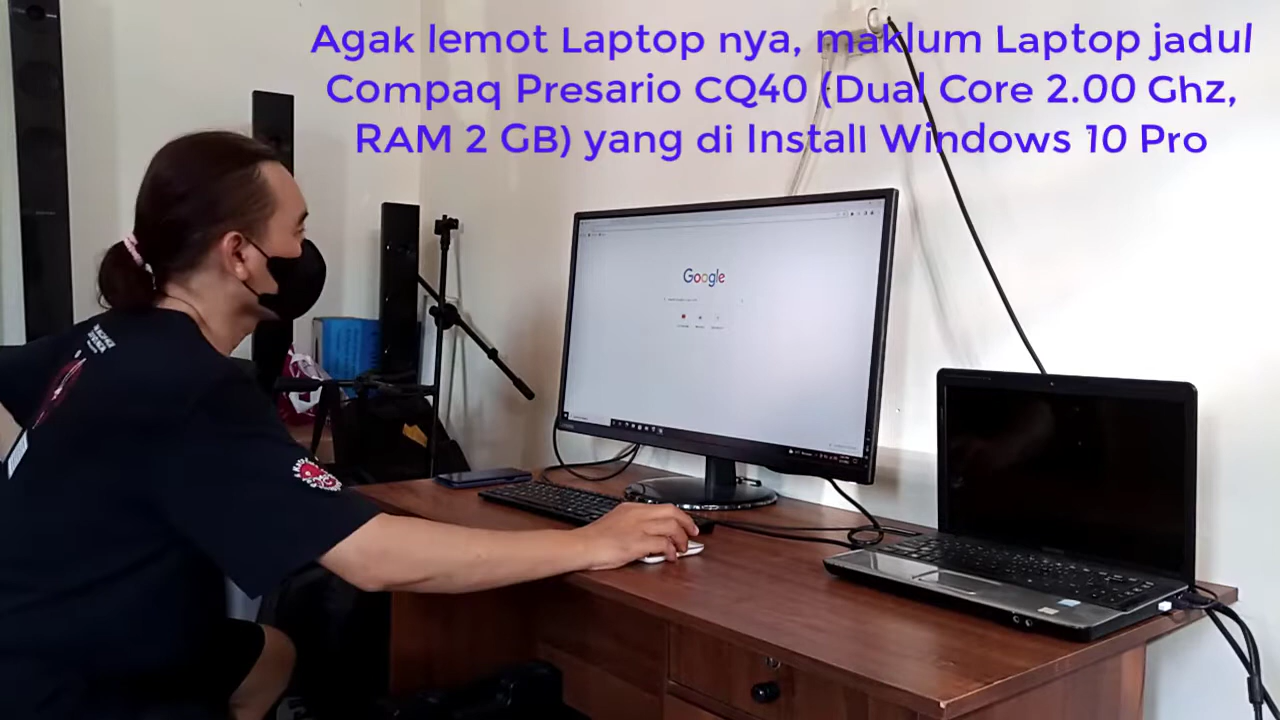 Agak lemot Laptop nya, maklum Laptop jadul
Compaq Presario CQ40 (Dual Core 2.00 Ghz,
RAM 2 GB) yang di Install Windows 10 Pro
Google